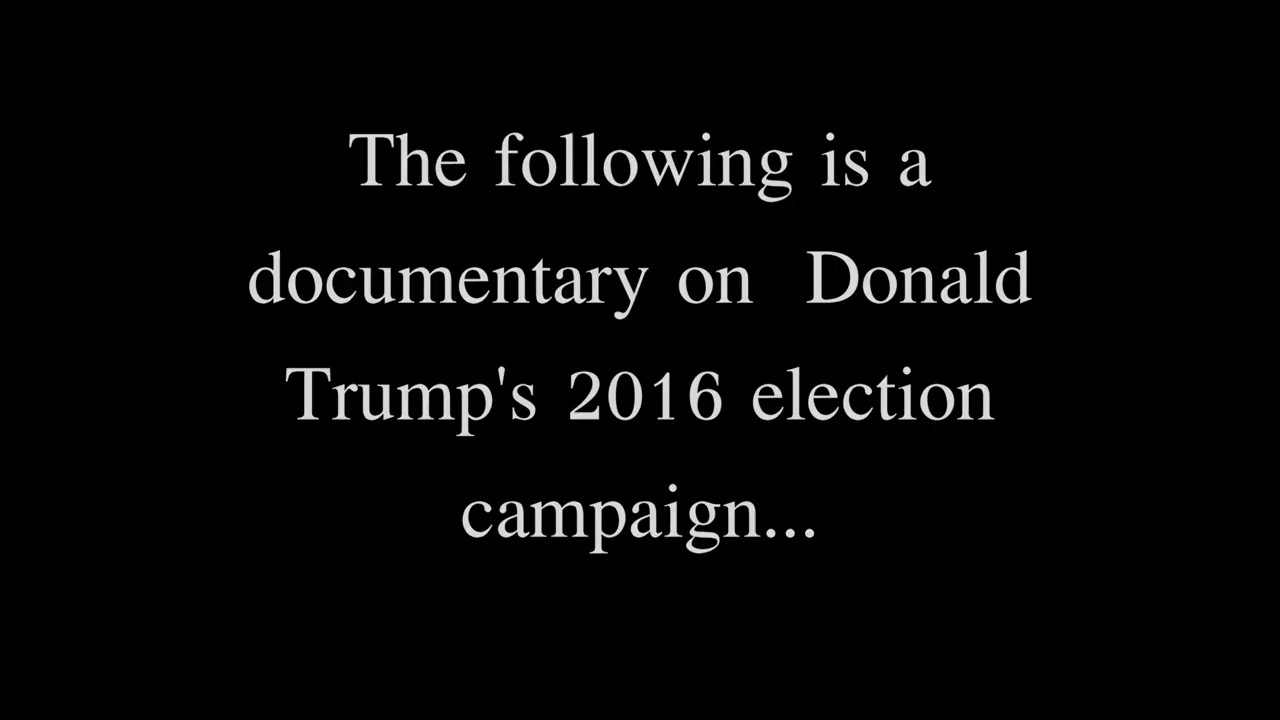 The following is a
documentary on  Donald
Trump's 2016 election
campaign...